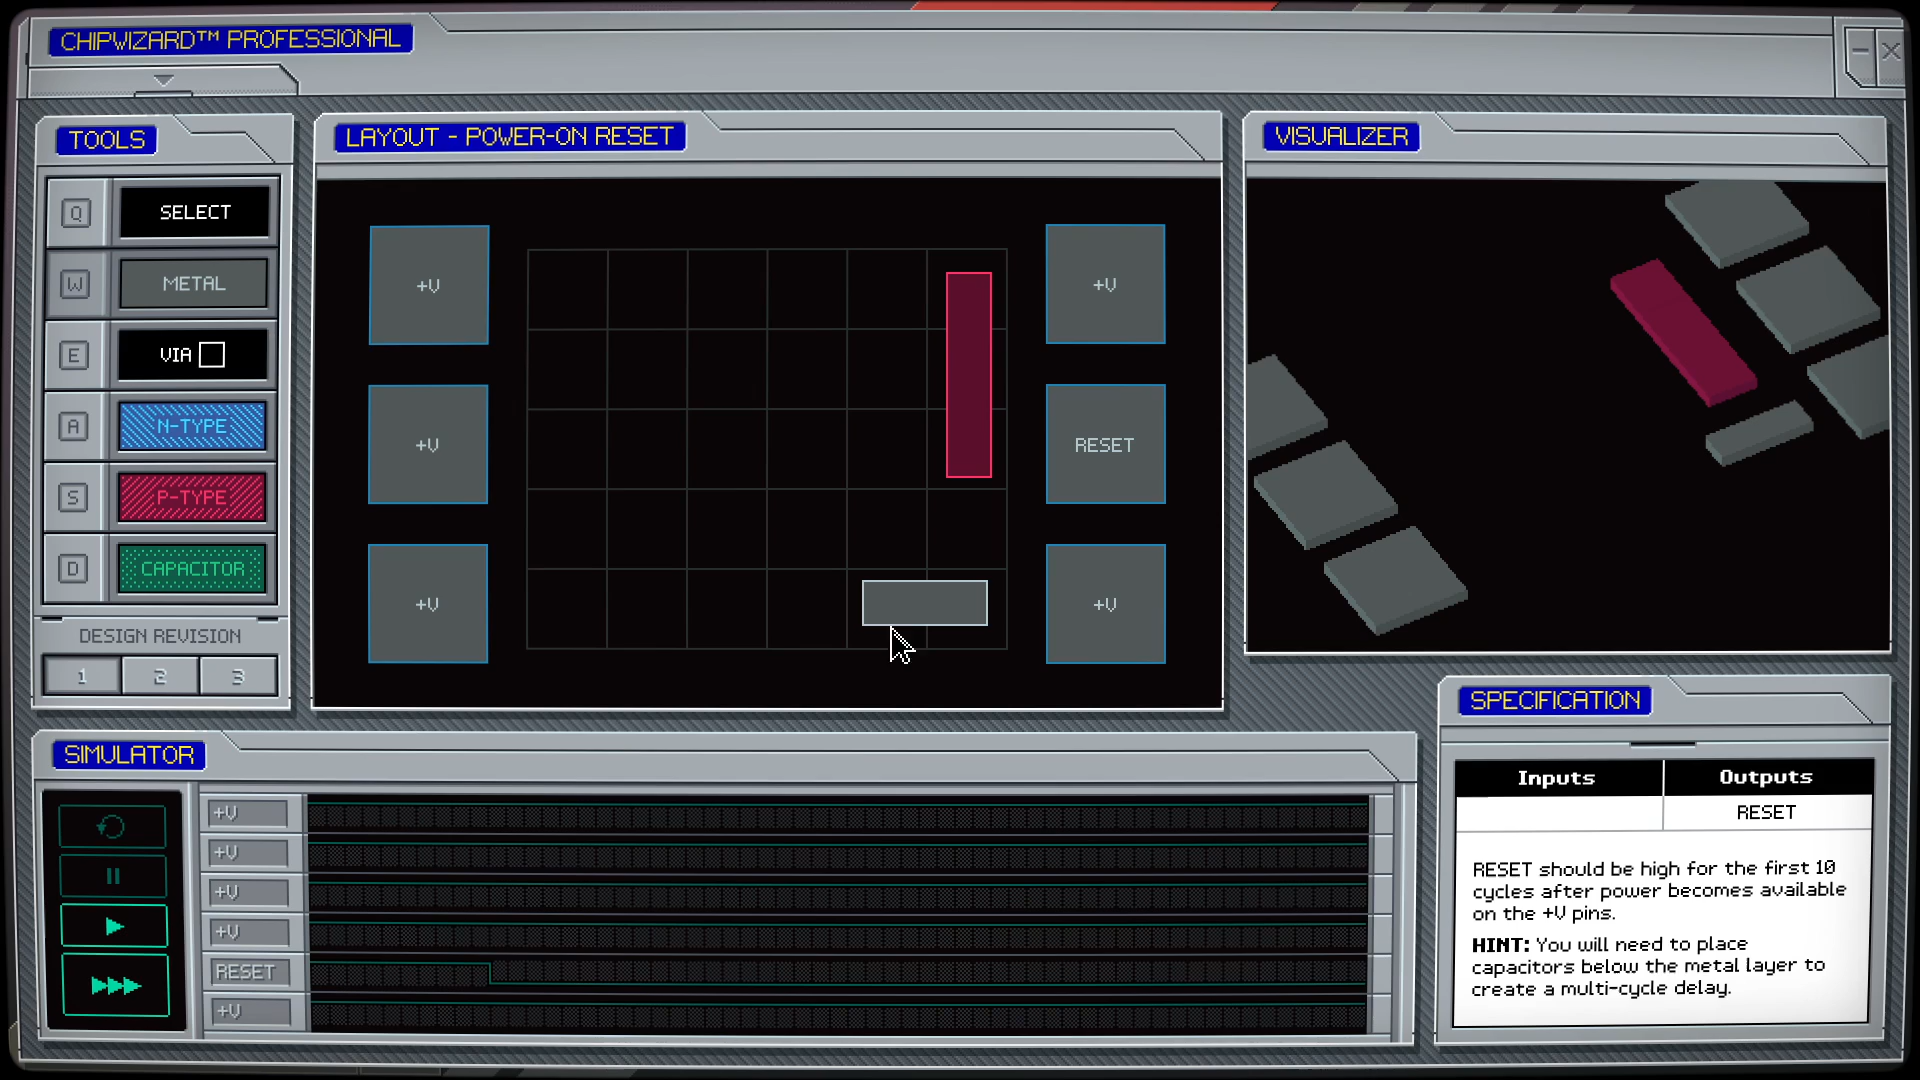 CHIPWIZARD™ PROFESSIONAL
TOOLS
Q SELECT
W METAL
E VIA
A N-TYPE
S P-TYPE
D CAPACITOR
DESIGN REVISION
1 2 3
LAYOUT - POWER-ON RESET
+V +V
+V RESET
+V +V
VISUALIZER
SIMULATOR
+V
+V
+V
+V
RESET
+V
SPECIFICATION
Inputs Outputs
RESET
RESET should be high for the first 10
cycles after power becomes available
on the +V pins.
HINT: You will need to place
capacitors below the metal layer to
create a multi-cycle delay.